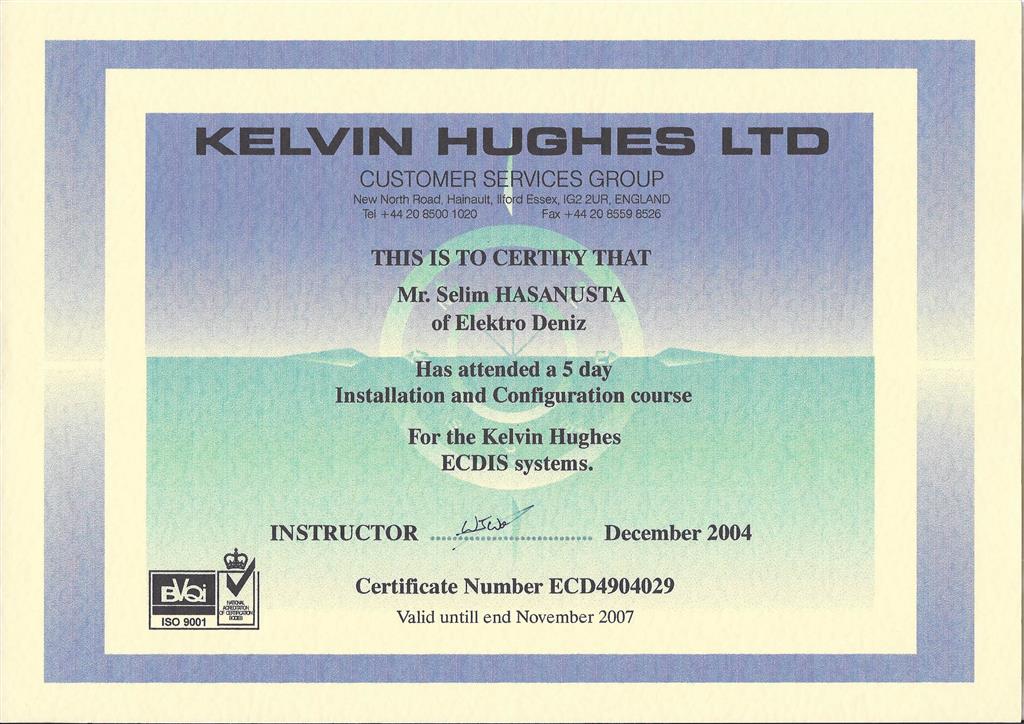 KELVIN HUGHES LTD
CUSTOMER SERVICES GROUP
New North Road, Hainault, Ilford Essex, IG2 2UR, ENGLAND
Tel +44 20 8500 1020 Fax +44 20 8559 8526
THIS IS TO CERTIFY THAT
Mr. Selim HASANUSTA
of Elektro Deniz
Has attended a 5 day
Installation and Configuration course
For the Kelvin Hughes
ECDIS systems.
INSTRUCTOR ................................ December 2004
Certificate Number ECD4904029
Valid untill end November 2007
BVQi
ISO 9001
NATIONAL
ACCREDITATION
OF CERTIFICATION
BODIES